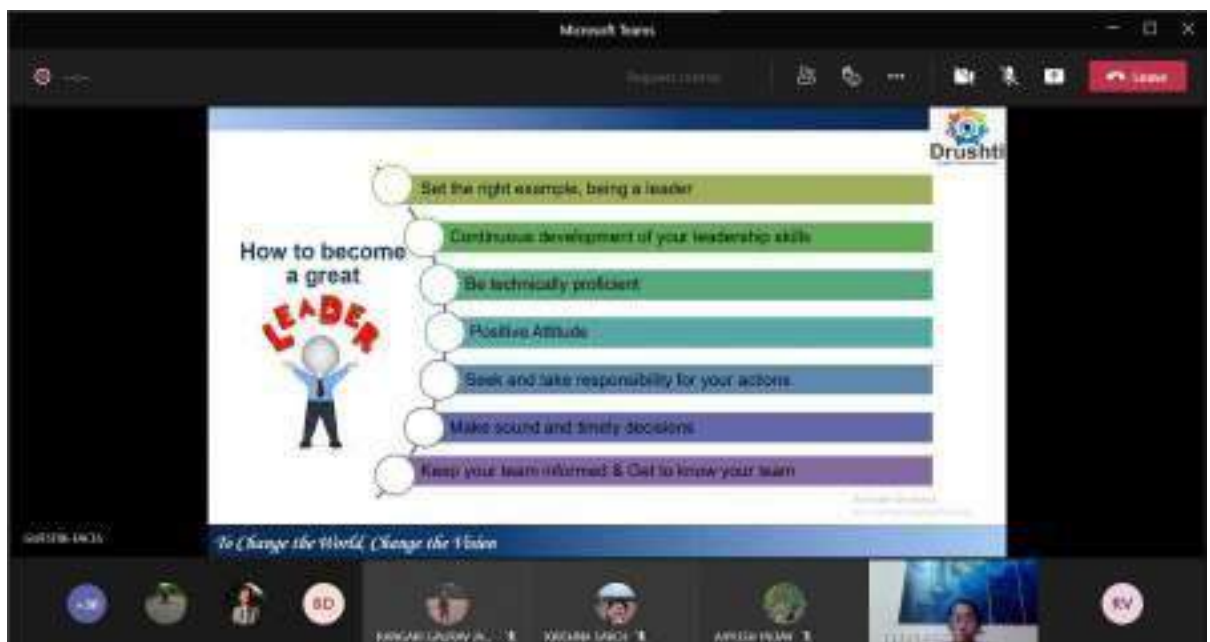 Microsoft Teams
Leave
Drushti
Set the right example, being a leader
Continuous development of your leadership skills
How to become
a great
LEADER
Be technically proficient
Positive Attitude
Seek and take responsibility for your actions
Make sound and timely decisions
Keep your team informed & Get to know your team
To Change the World, Change the Vision
BD
RV